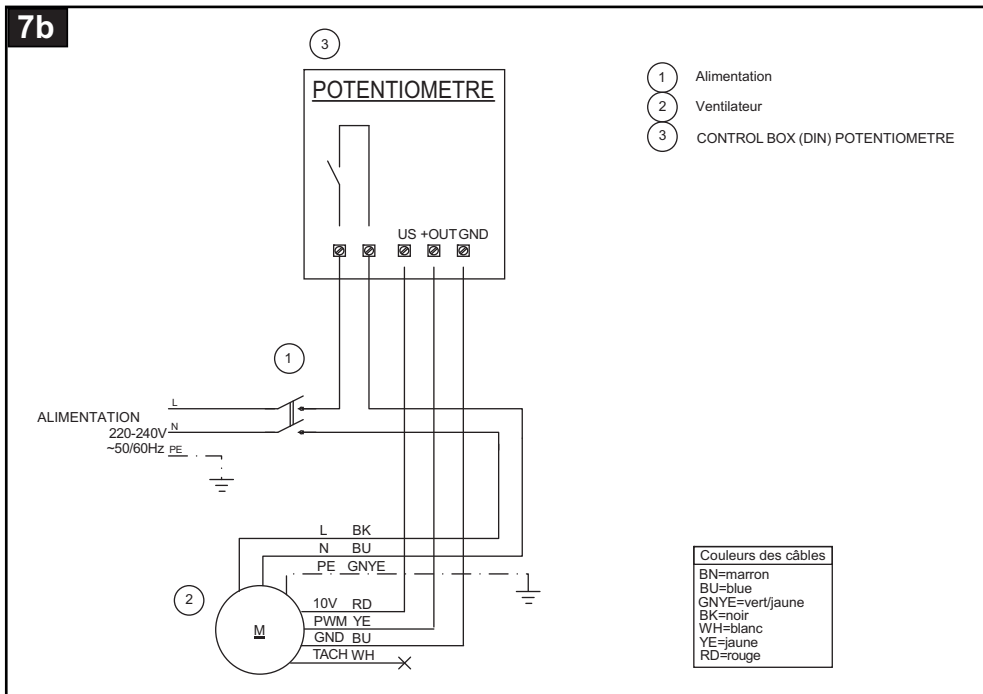 7b
3
POTENTIOMETRE
US +OUT GND
1 Alimentation
2 Ventilateur
3 CONTROL BOX (DIN) POTENTIOMETRE
1
ALIMENTATION
220-240V
~50/60Hz
L
N
PE
L BK
N BU
PE GNYE
2
M
10V RD
PWM YE
GND BU
TACH WH
Couleurs des câbles
BN=marron
BU=blue
GNYE=vert/jaune
BK=noir
WH=blanc
YE=jaune
RD=rouge